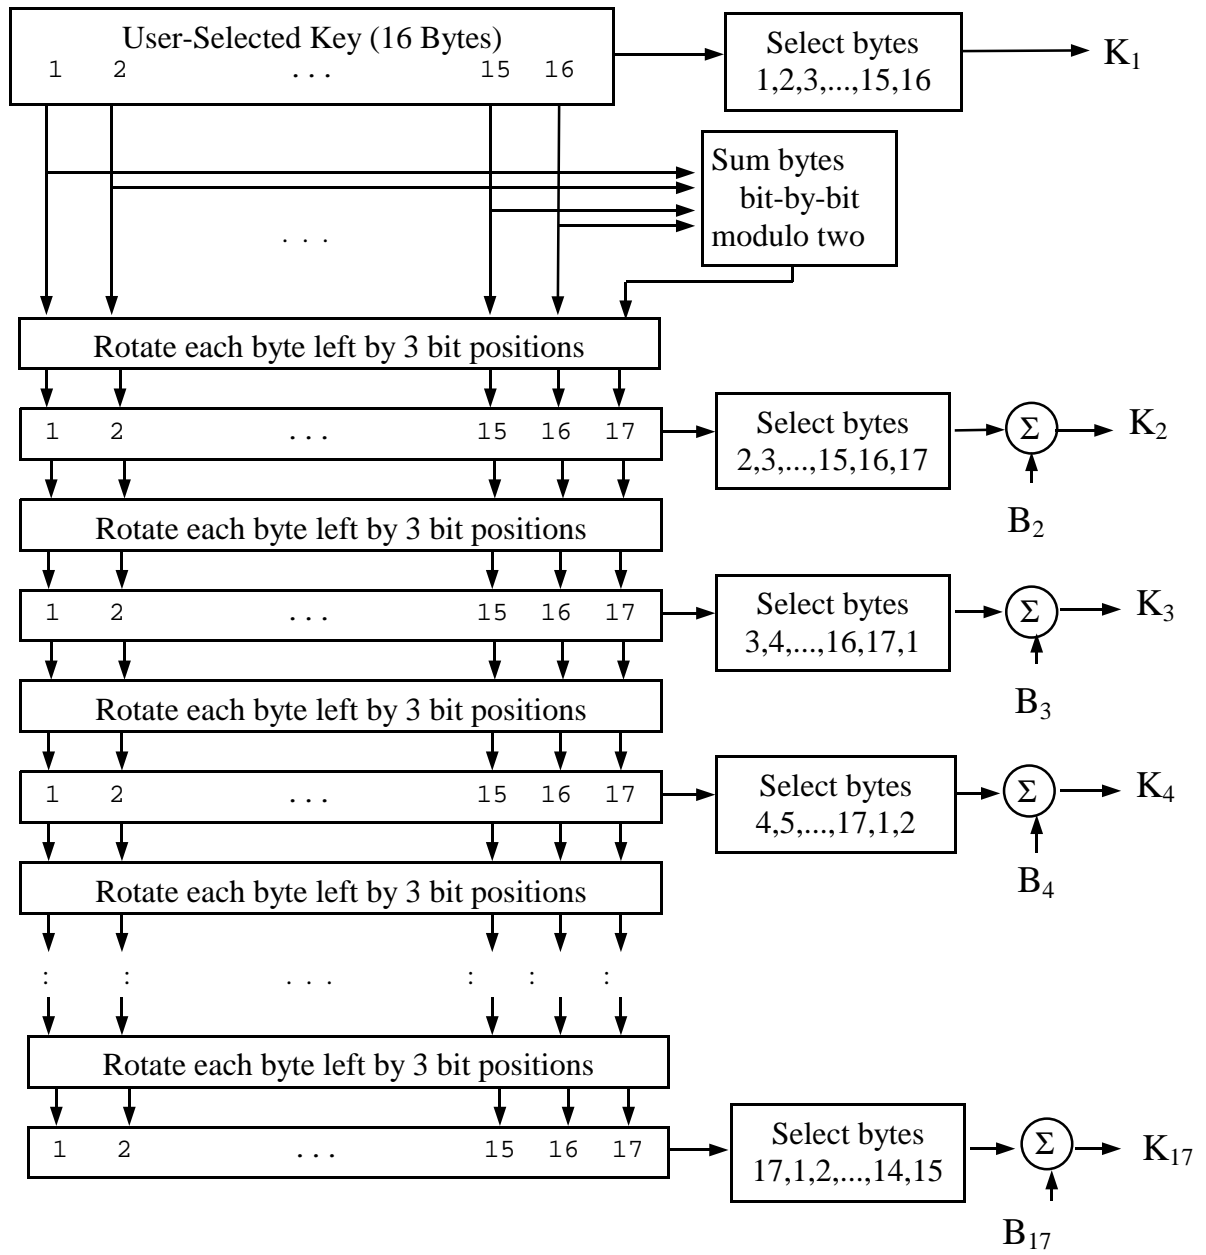 User-Selected Key (16 Bytes)
1 2 ... 15 16
Select bytes
1,2,3,...,15,16
K1
Sum bytes
bit-by-bit
modulo two
. . .
Rotate each byte left by 3 bit positions
1 2 ... 15 16 17
Select bytes
2,3,...,15,16,17
Σ
K2
B2
Rotate each byte left by 3 bit positions
1 2 ... 15 16 17
Select bytes
3,4,...,16,17,1
Σ
K3
B3
Rotate each byte left by 3 bit positions
1 2 ... 15 16 17
Select bytes
4,5,...,17,1,2
Σ
K4
B4
Rotate each byte left by 3 bit positions
: : . . . : : :
Rotate each byte left by 3 bit positions
1 2 ... 15 16 17
Select bytes
17,1,2,...,14,15
Σ
K17
B17